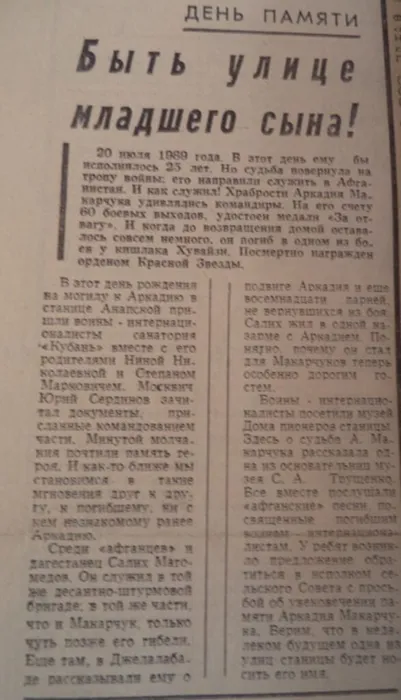 ДЕНЬ ПАМЯТИ
Быть улице
младшего сына!
20 июля 1989 года. В этот день ему бы
исполнилось 25 лет. Но судьба повернула на
тропу войны: его направили служить в Афга-
нистан. И как служил! Храбрости Аркадия Ма-
карчука удивлялись командиры. На его счету
60 боевых выходов, удостоен медали «За от-
вагу». И когда до возвращения домой остава-
лось совсем немного, он погиб в одном из бо-
ев у кишлака Хувайзи. Посмертно награжден
орденом Красной Звезды.
В этот день рождения
на могилу к Аркадию в
станице Анапской при-
шли воины - интернаци-
оналисты санатория
«Кубань» вместе с его
родителями Ниной Ни-
колаевной и Степаном
Марковичем. Москвич
Юрий Сердинов зачи-
тал документы, при-
сланные командованием
части. Минутой молча-
ния почтили память ге-
роя. И как-то ближе мы
становимся в такие
мгновения друг к дру-
гу, к погибшему, ни с
кем незнакомому ранее
Аркадию.
Среди «афганцев» и
дагестанец Салих Маго-
медов. Он служил в той
же десантно-штурмовой
бригаде, в той же части,
что и Макарчук, только
чуть позже его гибели.
Еще там, в Джелалаба-
де рассказывали ему о
подвиге Аркадия и еще
восемнадцати парней,
не вернувшихся из боя.
Салих жил в одной ка-
зарме с Аркадием. По-
нятно, почему он стал
для Макарчуков теперь
особенно дорогим го-
стем.
Воины - интернацио-
налисты посетили музей
Дома пионеров станицы.
Здесь о судьбе А. Ма-
карчука рассказала од-
на из основательниц му-
зея С. А. Трущенко.
Все вместе послушали
«афганские» песни, по-
священные погибшим
воинам - интернациона-
листам. У ребят возник-
ло предложение обра-
титься в исполком се-
льского Совета с прось-
бой об увековечении па-
мяти Аркадия Макарчу-
ка. Верим, что в неда-
леком будущем одна из
улиц станицы будет но-
сить его имя.